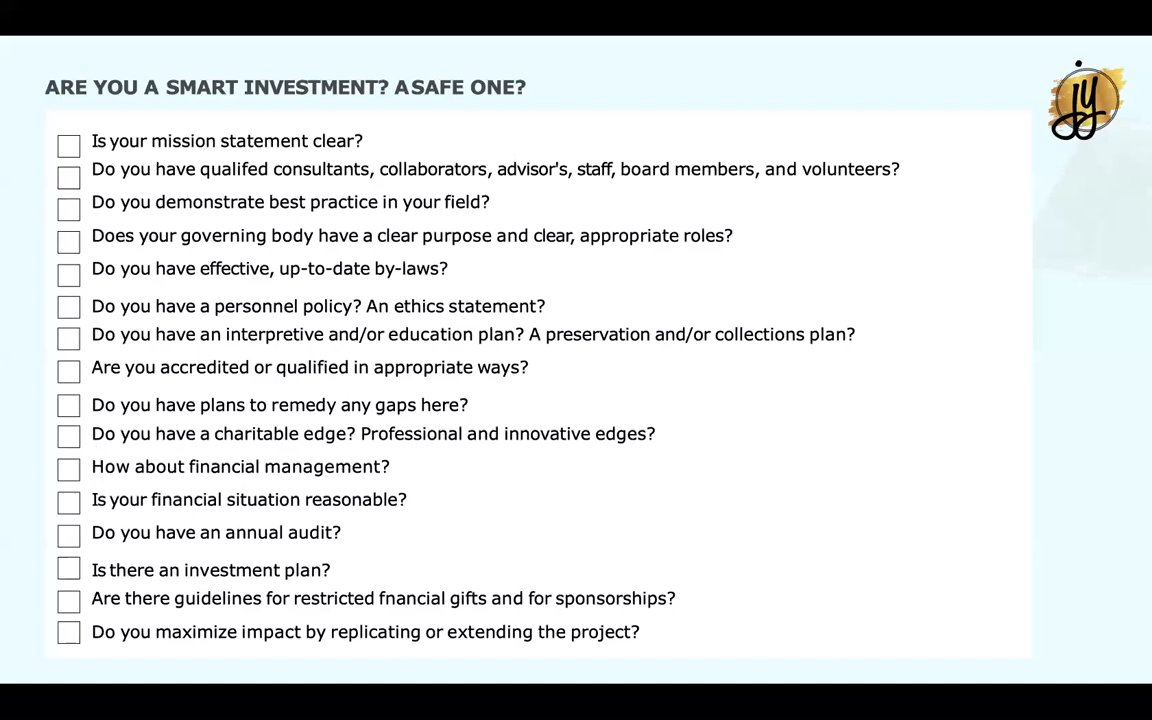 ARE YOU A SMART INVESTMENT? A SAFE ONE?
jy
Is your mission statement clear?
Do you have qualifed consultants, collaborators, advisor's, staff, board members, and volunteers?
Do you demonstrate best practice in your field?
Does your governing body have a clear purpose and clear, appropriate roles?
Do you have effective, up-to-date by-laws?
Do you have a personnel policy? An ethics statement?
Do you have an interpretive and/or education plan? A preservation and/or collections plan?
Are you accredited or qualified in appropriate ways?
Do you have plans to remedy any gaps here?
Do you have a charitable edge? Professional and innovative edges?
How about financial management?
Is your financial situation reasonable?
Do you have an annual audit?
Is there an investment plan?
Are there guidelines for restricted fnancial gifts and for sponsorships?
Do you maximize impact by replicating or extending the project?